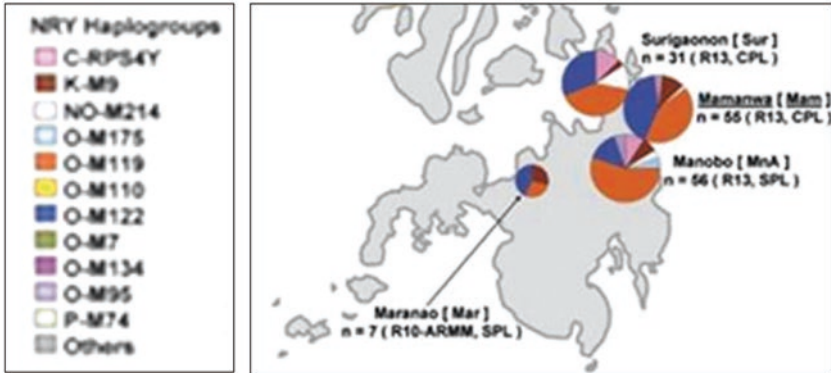 NRY Haplogroups
C-RPS4Y
K-M9
NO-M214
O-M175
O-M119
O-M110
O-M122
O-M7
O-M134
O-M95
P-M74
Others
Surigaonon [ Sur ]
n = 31 ( R13, CPL )
Mamanwa [ Mam ]
n = 55 ( R13, CPL )
Manobo [ MnA ]
n = 56 ( R13, SPL )
Maranao [ Mar ]
n = 7 ( R10-ARMM, SPL )